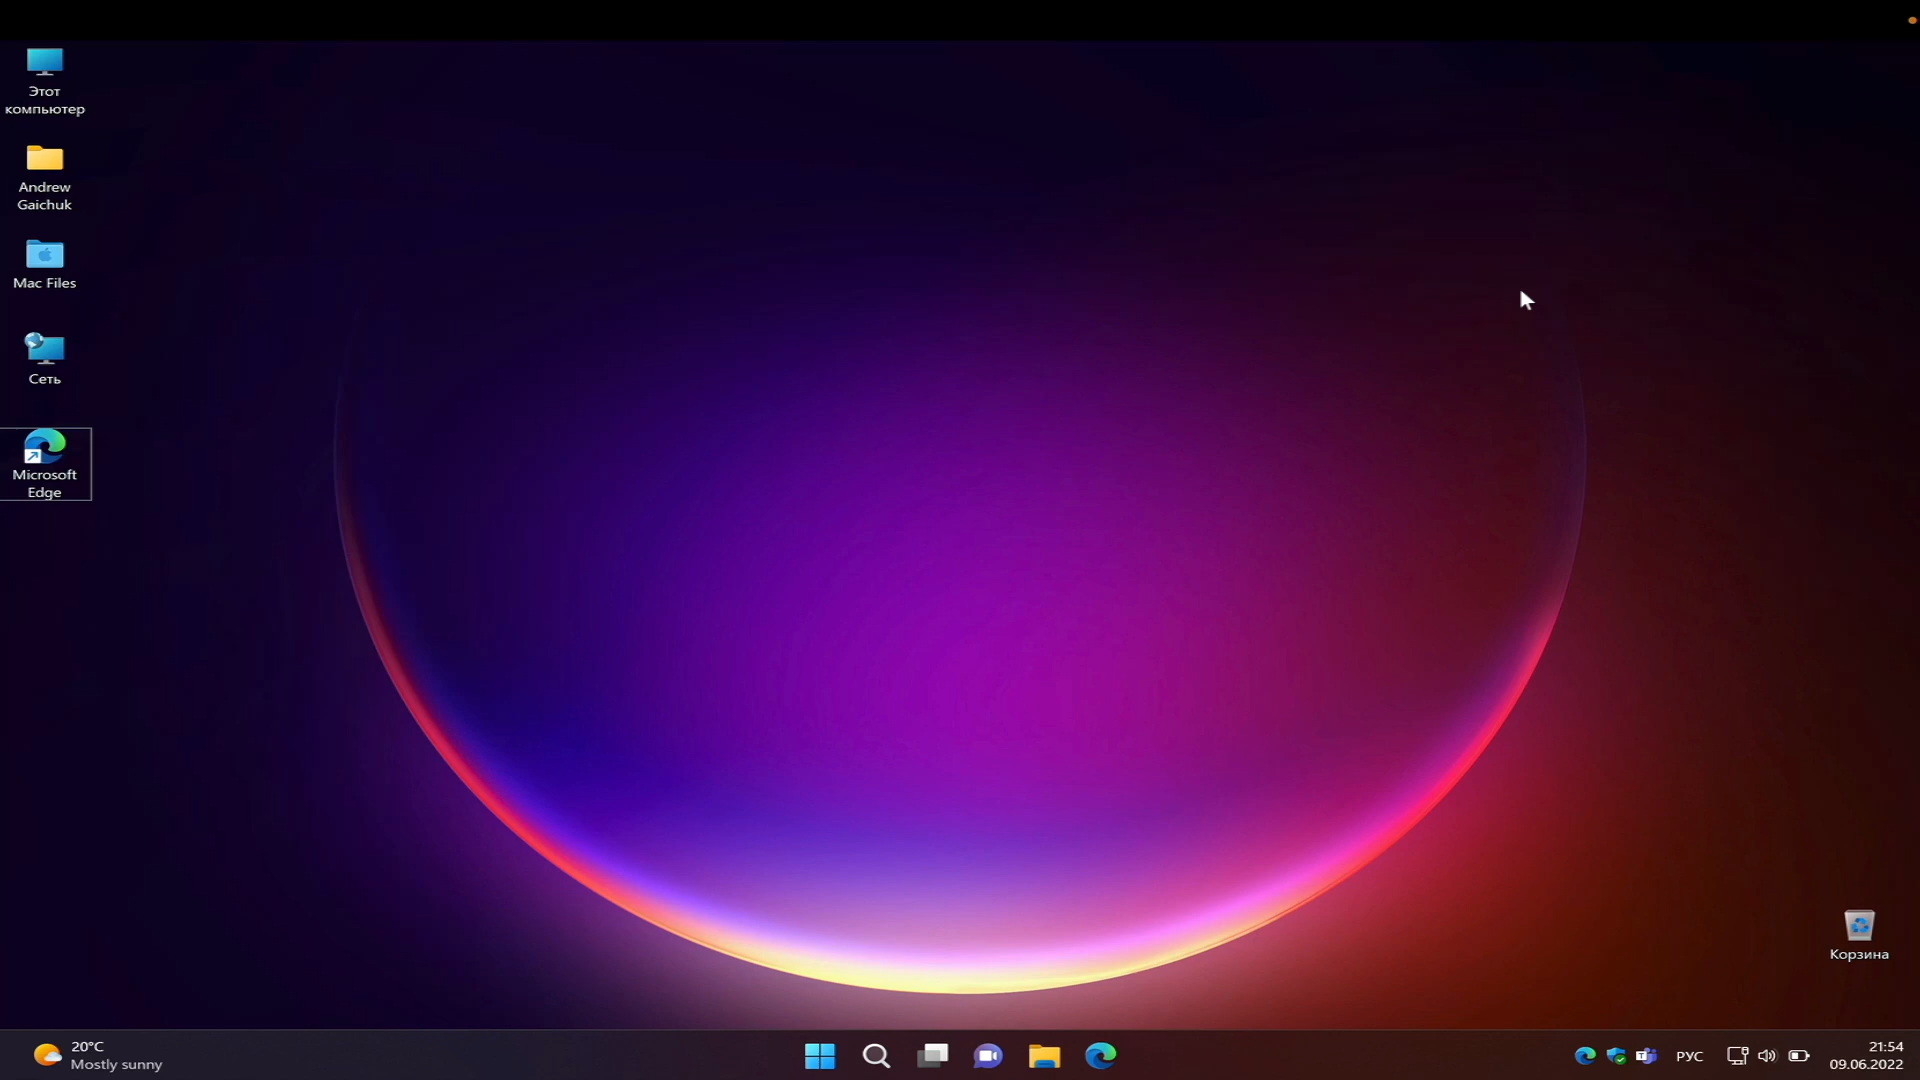 Этот
компьютер
Andrew
Gaichuk
Mac Files
Сеть
Microsoft
Edge
Корзина
20°C
Mostly sunny
РУС
21:54
09.06.2022